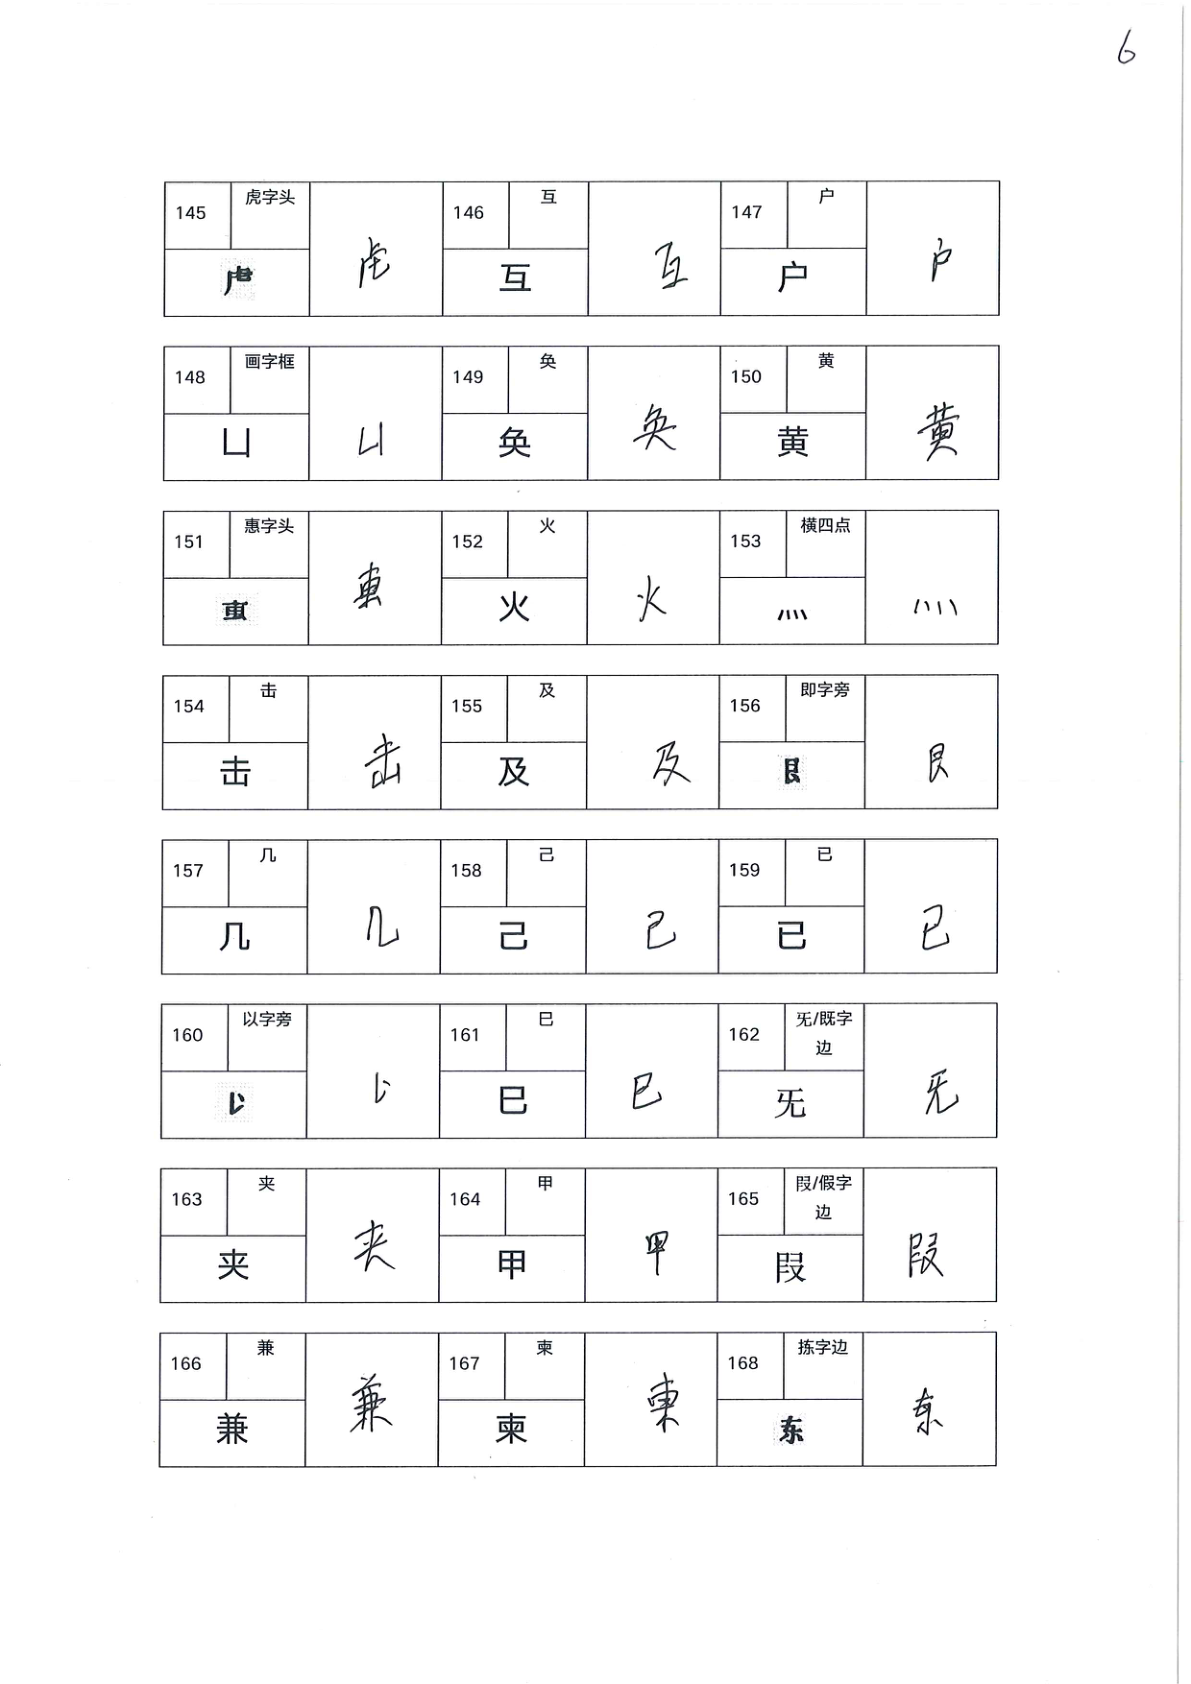 6
145 虎字头 146 互 147 户
虍 虍 互 互 户 户
148 画字框 149 奂 150 黄
凵 凵 奂 奂 黄 黄
151 惠字头 152 火 153 横四点
叀 叀 火 火 灬 灬
154 击 155 及 156 即字旁
击 击 及 及
157 几 158 己 159 已
几 几 己 己 已 已
160 以字旁 161 巳 162 旡/既字
边
巳 巳 旡 旡
163 夹 164 甲 165 叚/假字
边
夹 夹 甲 甲 叚 叚
166 兼 167 柬 168 拣字边
兼 兼 柬 柬